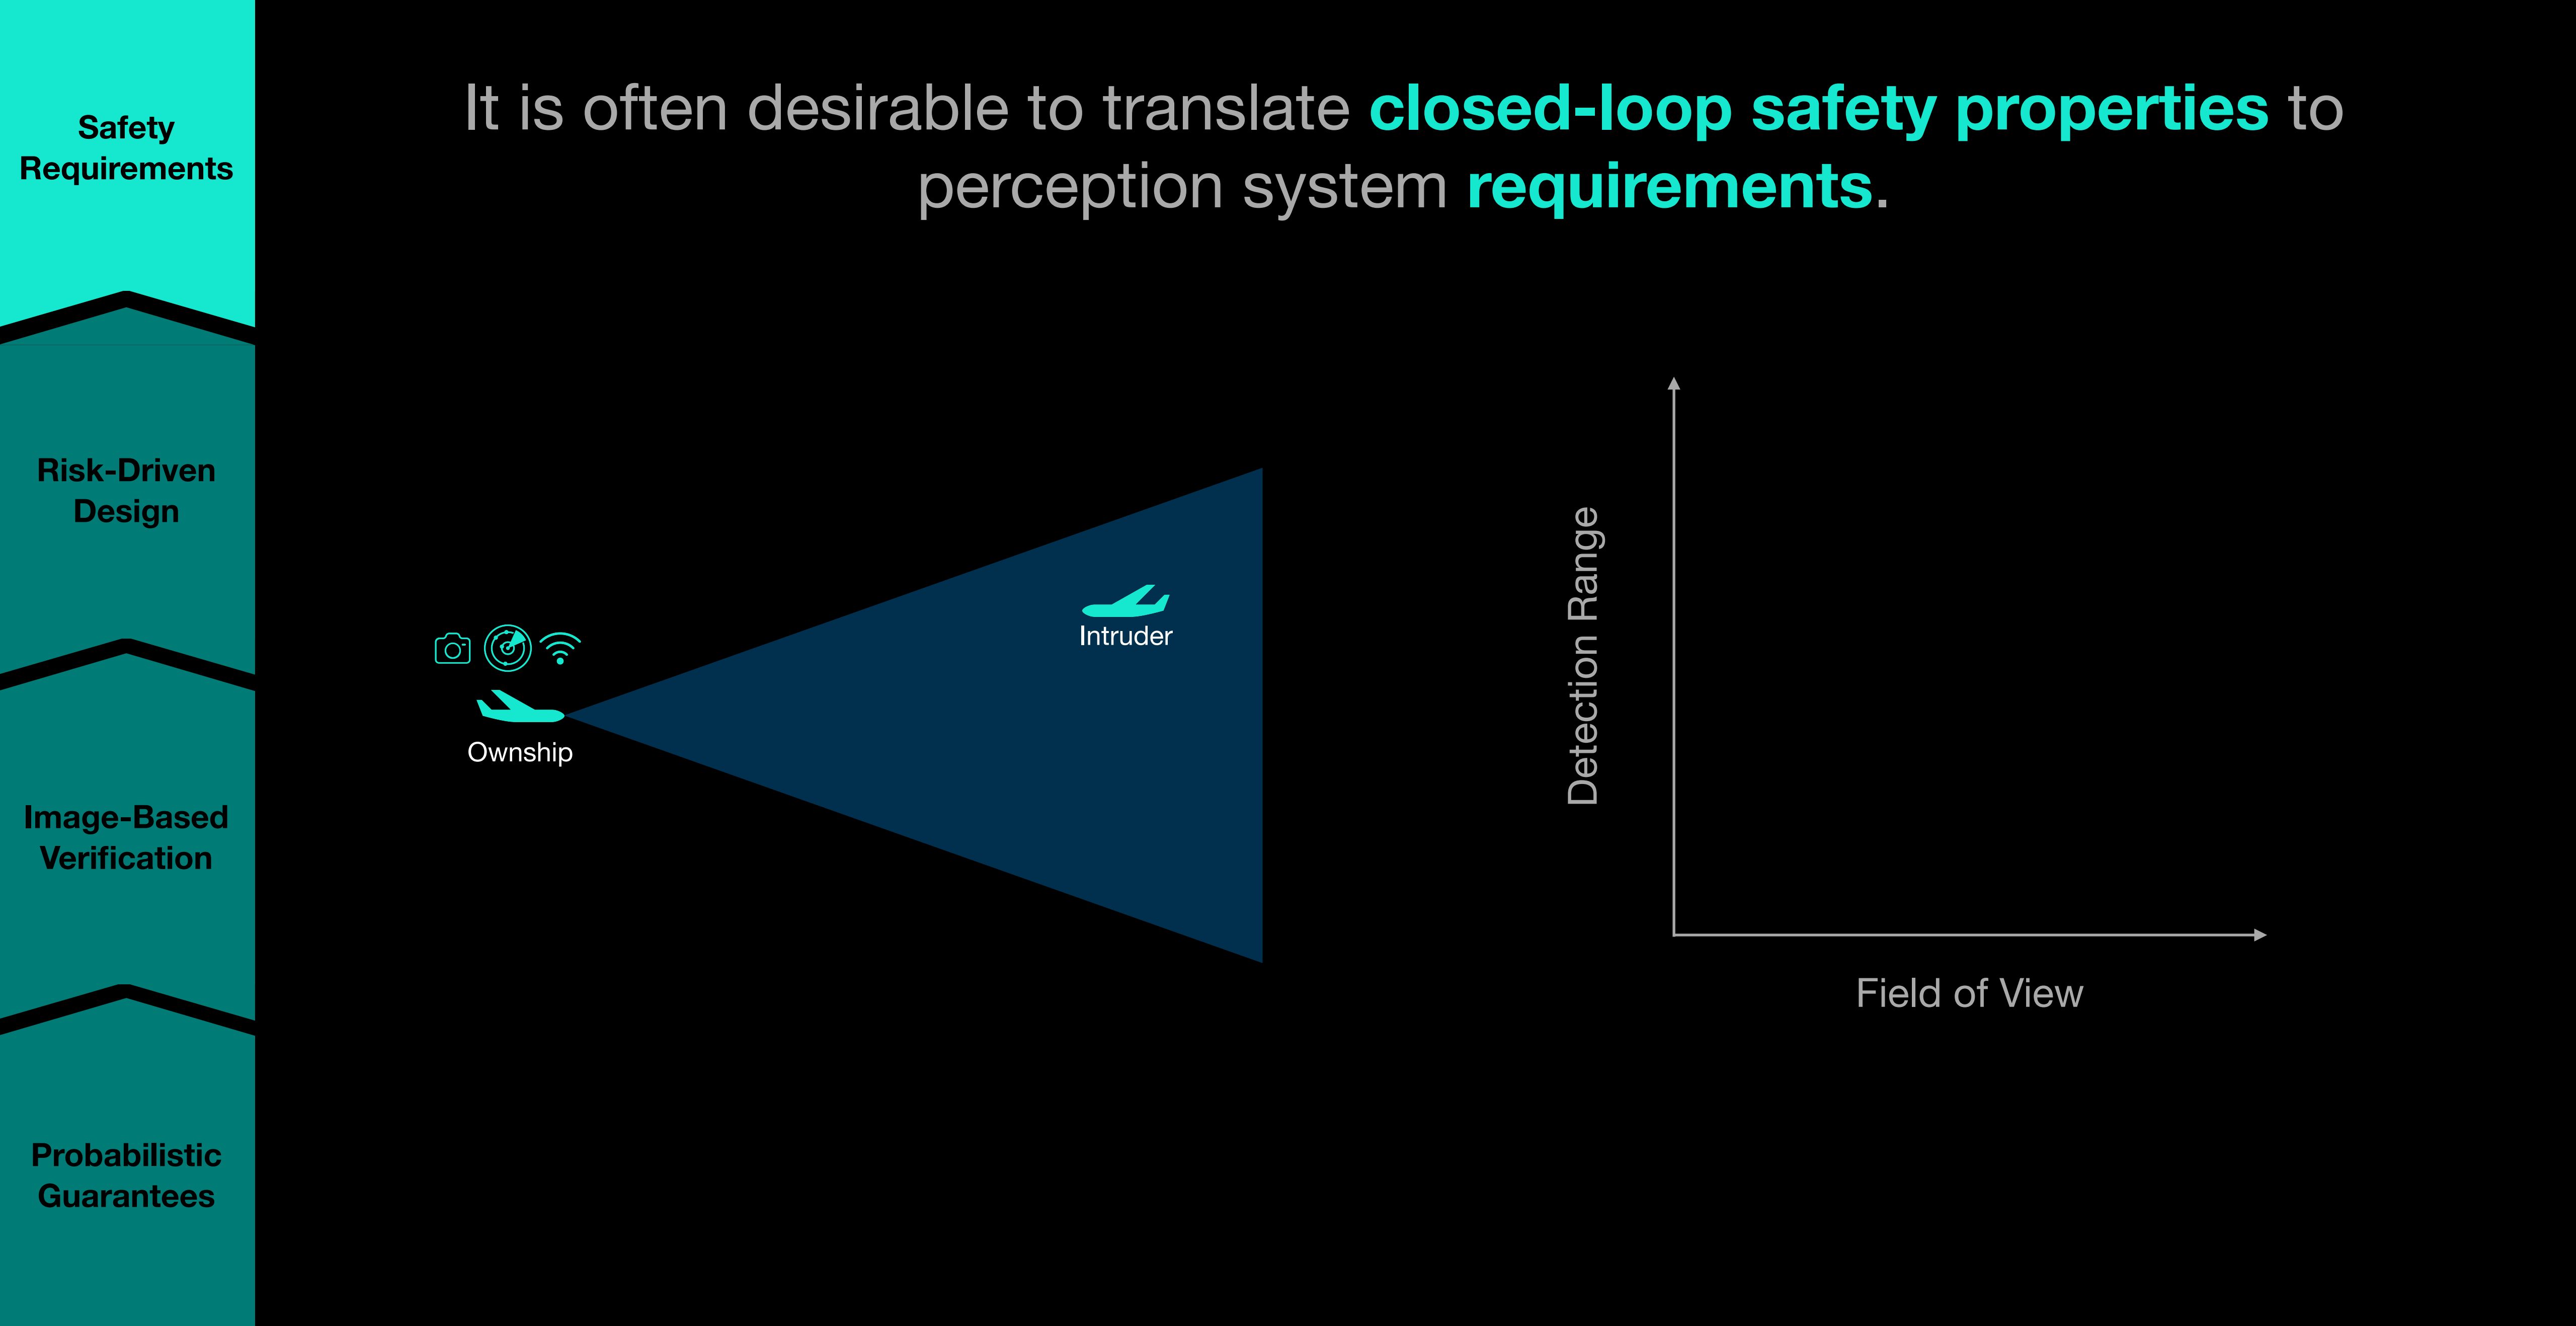 Safety
Requirements
Risk-Driven
Design
Image-Based
Verification
Probabilistic
Guarantees
It is often desirable to translate closed-loop safety properties to
perception system requirements.
Intruder
Ownship
Detection Range
Field of View